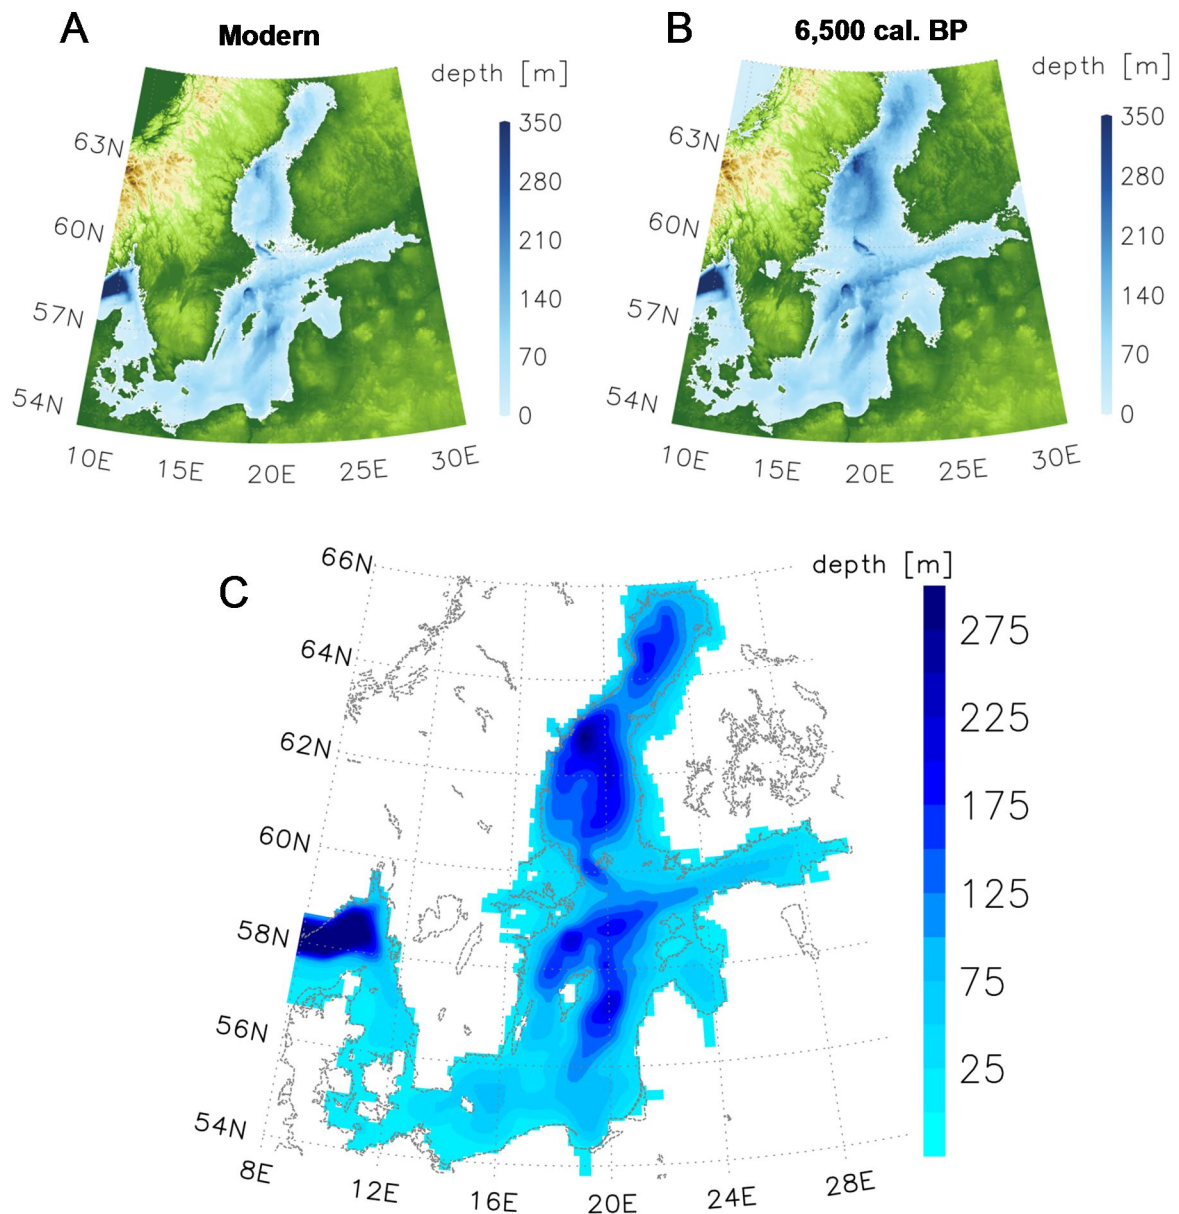 A
Modern
depth [m]
63N
60N
57N
54N
10E
15E
20E
25E
30E
350
280
210
140
70
0
B
6,500 cal. BP
depth [m]
63N
60N
57N
54N
10E
15E
20E
25E
30E
350
280
210
140
70
0
C
66N
64N
62N
60N
58N
56N
54N
8E
12E
16E
20E
24E
28E
depth [m]
275
225
175
125
75
25